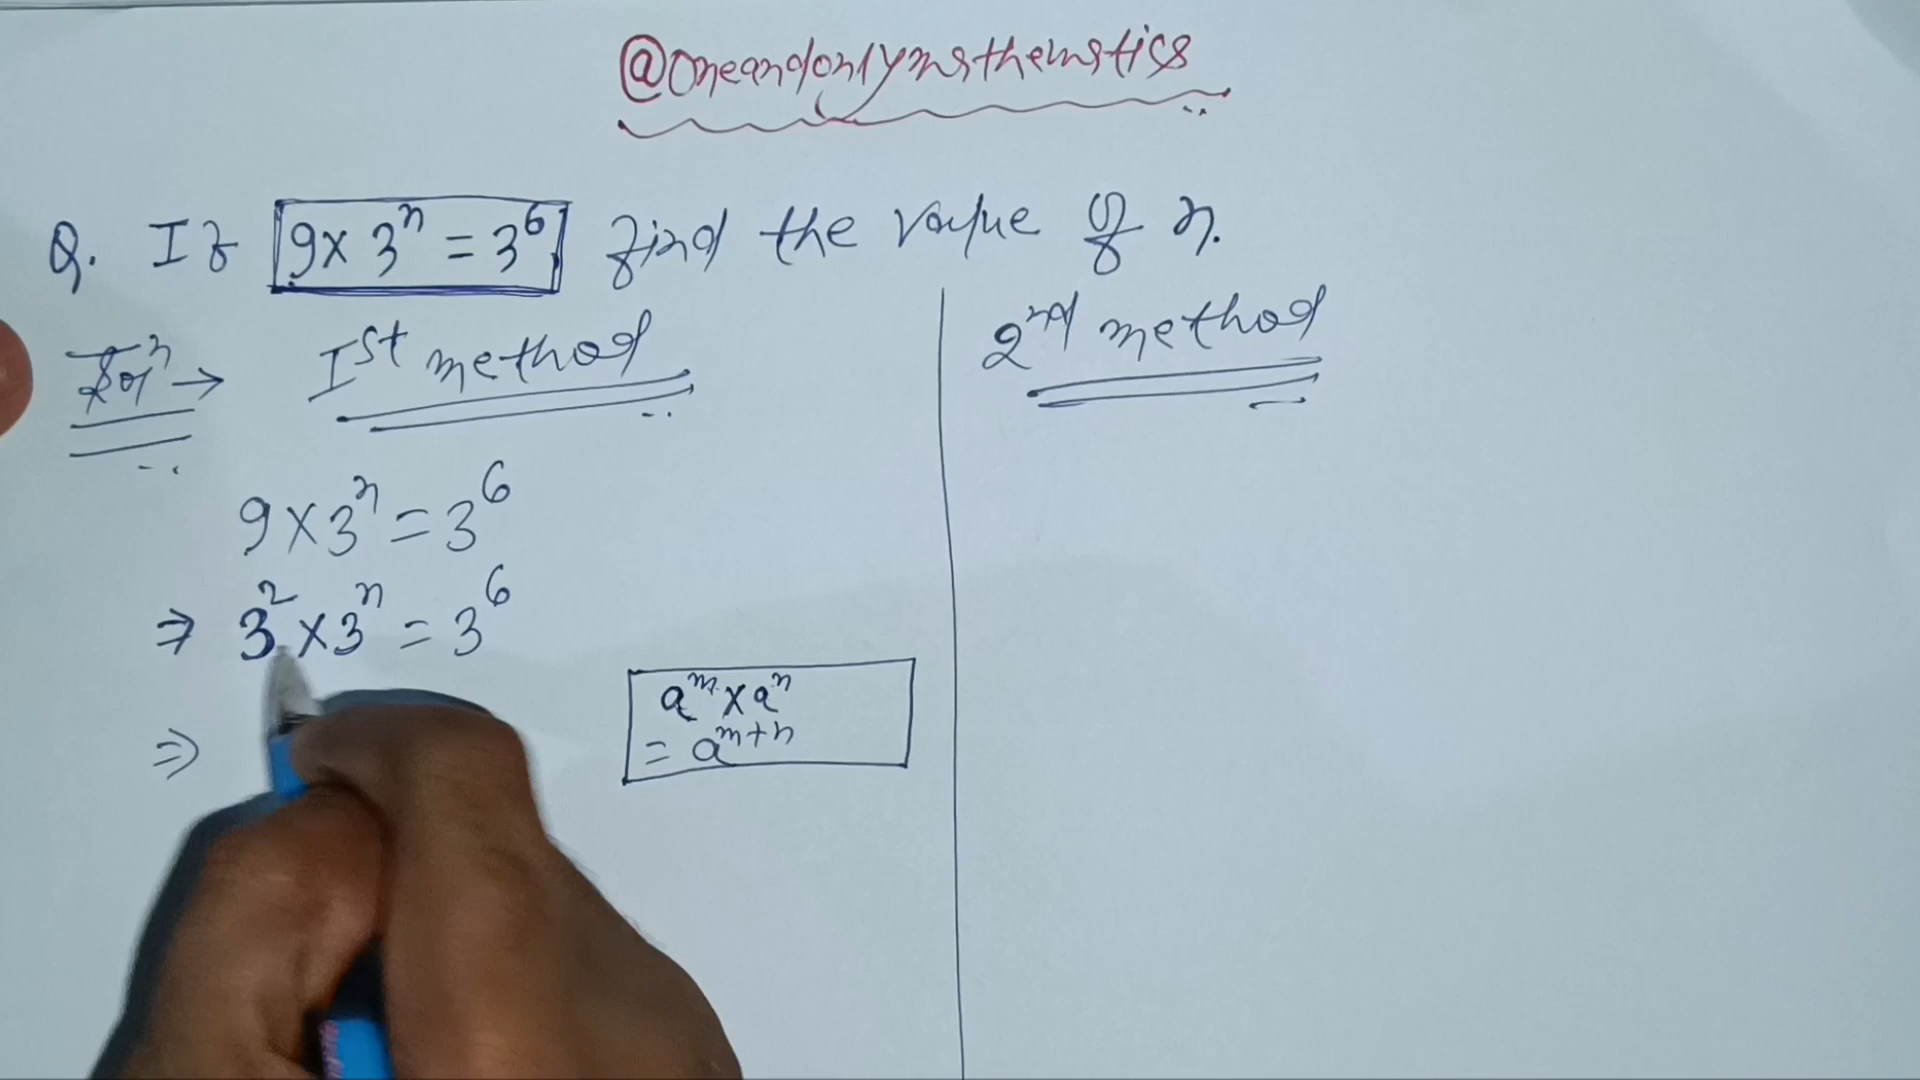 @oneandonlymathematics
Q. If 9 × 3ⁿ = 3⁶ find the value of n.
Solⁿ → Iˢᵗ method
9 × 3ⁿ = 3⁶
⇒ 3² × 3ⁿ = 3⁶
⇒
aᵐ × aⁿ
= aᵐ⁺ⁿ
2ⁿᵈ method